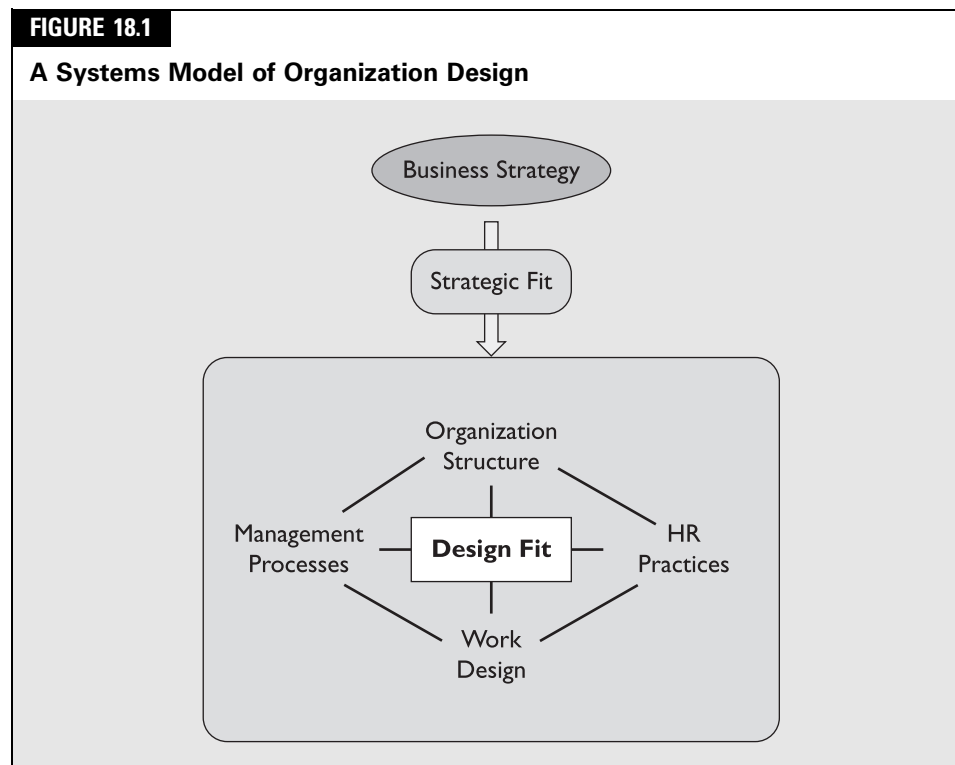 FIGURE 18.1
A Systems Model of Organization Design
Business Strategy
Strategic Fit
Organization
Structure
Management
Processes
Design Fit
HR
Practices
Work
Design